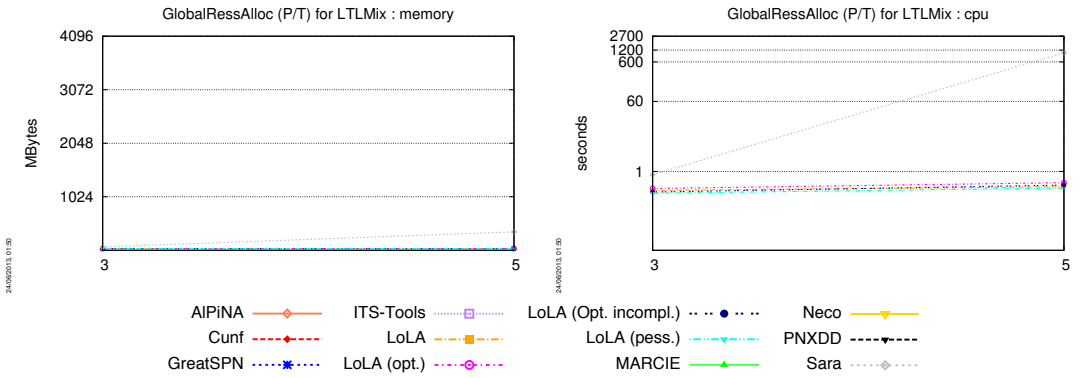 GlobalRessAlloc (P/T) for LTLMix : memory
4096
3072
2048
1024
MBytes
3
5
24/06/2013, 01:50
GlobalRessAlloc (P/T) for LTLMix : cpu
2700
1200
600
60
1
seconds
3
5
24/06/2013, 01:50
AlPiNA
Cunf
GreatSPN
ITS-Tools
LoLA
LoLA (opt.)
LoLA (Opt. incompl.)
LoLA (pess.)
MARCIE
Neco
PNXDD
Sara